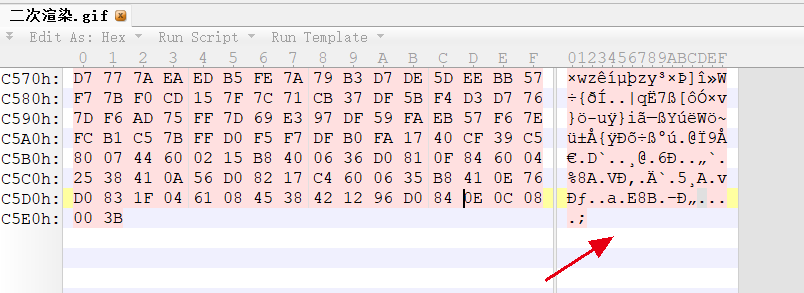 二次渲染.gif
Edit As: Hex Run Script Run Template
0 1 2 3 4 5 6 7 8 9 A B C D E F 0123456789ABCDEF
C570h: D7 77 7A EA ED B5 FE 7A 79 B3 D7 DE 5D EE BB 57 ×wzêíµþzy³×Þ]î»W
C580h: F7 7B F0 CD 15 7F 7C 71 CB 37 DF 5B F4 D3 D7 76 ÷{ðÍ..|qË7ß[ôÓ×v
C590h: 7D F6 AD 75 FF 7D 69 E3 97 DF 59 FA EB 57 F6 7E }ö-uÿ}iã—ßYúëWö~
C5A0h: FC B1 C5 7B FF D0 F5 F7 DF B0 FA 17 40 CF 39 C5 ü±Å{ÿÐõ÷ß°ú.@Ï9Å
C5B0h: 80 07 44 60 02 15 B8 40 06 36 D0 81 0F 84 60 04 €.D`..¸@.6Ð..„`.
C5C0h: 25 38 41 0A 56 D0 82 17 C4 60 06 35 B8 41 0E 76 %8A.VÐ‚.Ä`.5¸A.v
C5D0h: D0 83 1F 04 61 08 45 38 42 12 96 D0 84 0E 0C 08 Ðƒ..a.E8B.–Ð„...
C5E0h: 00 3B .;